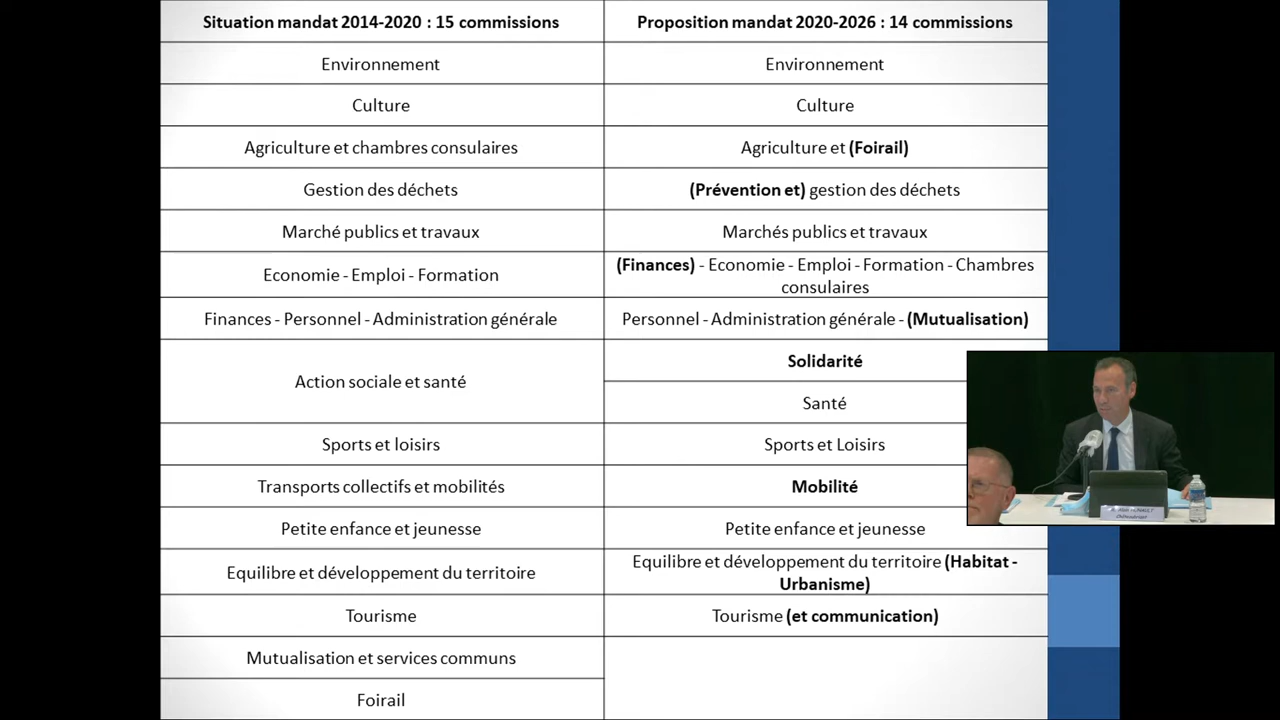 Situation mandat 2014-2020 : 15 commissions
Proposition mandat 2020-2026 : 14 commissions
Environnement
Environnement
Culture
Culture
Agriculture et chambres consulaires
Agriculture et (Foirail)
Gestion des déchets
(Prévention et) gestion des déchets
Marché publics et travaux
Marchés publics et travaux
Economie - Emploi - Formation
(Finances) - Economie - Emploi - Formation - Chambres
consulaires
Finances - Personnel - Administration générale
Personnel - Administration générale - (Mutualisation)
Action sociale et santé
Solidarité
Santé
Sports et loisirs
Sports et Loisirs
Transports collectifs et mobilités
Mobilité
Petite enfance et jeunesse
Petite enfance et jeunesse
Equilibre et développement du territoire
Equilibre et développement du territoire (Habitat -
Urbanisme)
Tourisme
Tourisme (et communication)
Mutualisation et services communs
Foirail